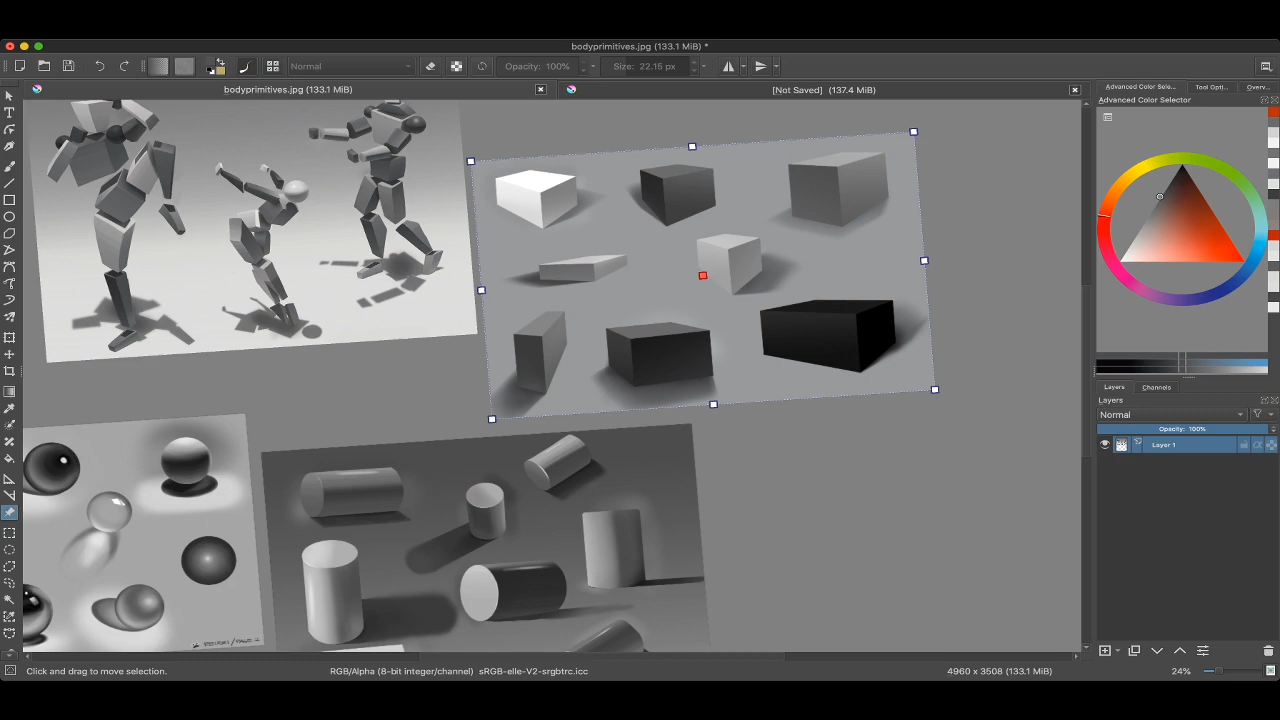 bodyprimitives.jpg (133.1 MiB) *
Normal
Opacity: 100%
Size: 22.15 px
bodyprimitives.jpg (133.1 MiB)
[Not Saved] (137.4 MiB)
Advanced Color Sele...
Tool Opti...
Overv...
Advanced Color Selector
Layers
Channels
Layers
Normal
Opacity: 100%
Layer 1
Click and drag to move selection.
RGB/Alpha (8-bit integer/channel) sRGB-elle-V2-srgbtrc.icc
4960 x 3508 (133.1 MiB)
24%